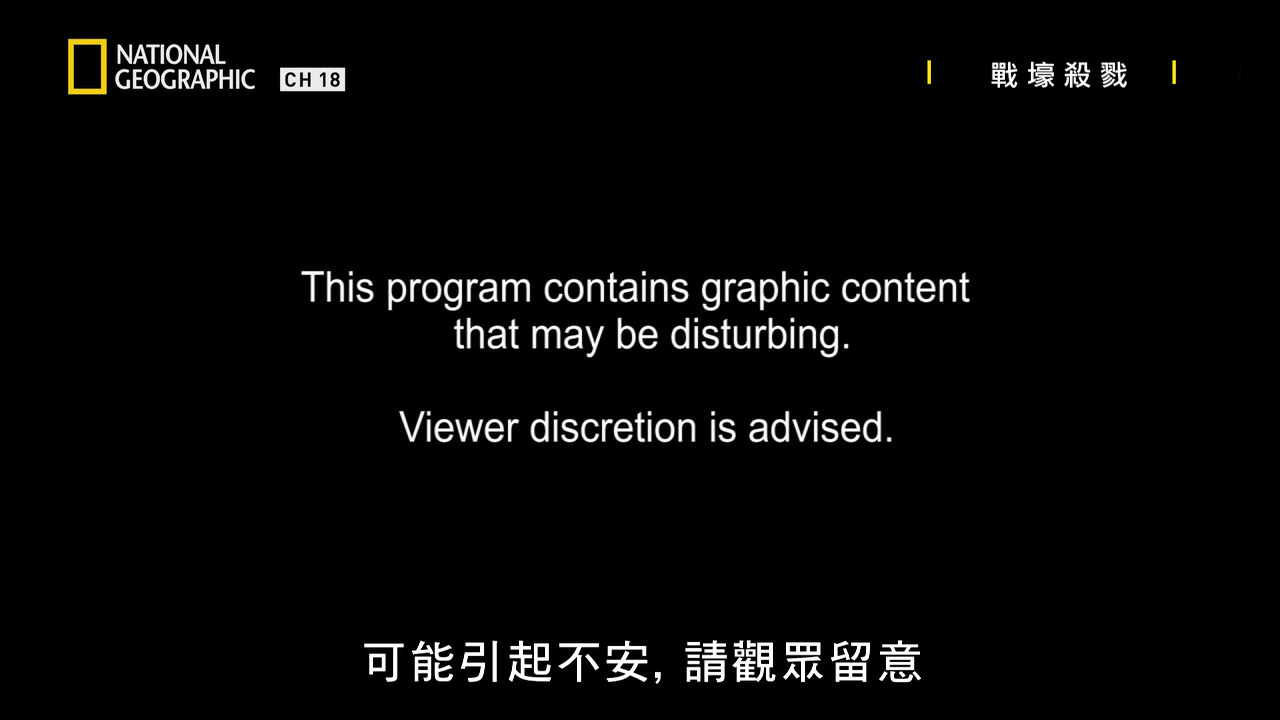 NATIONAL
GEOGRAPHIC
CH 18
戰壕殺戮
This program contains graphic content
that may be disturbing.
Viewer discretion is advised.
可能引起不安, 請觀眾留意